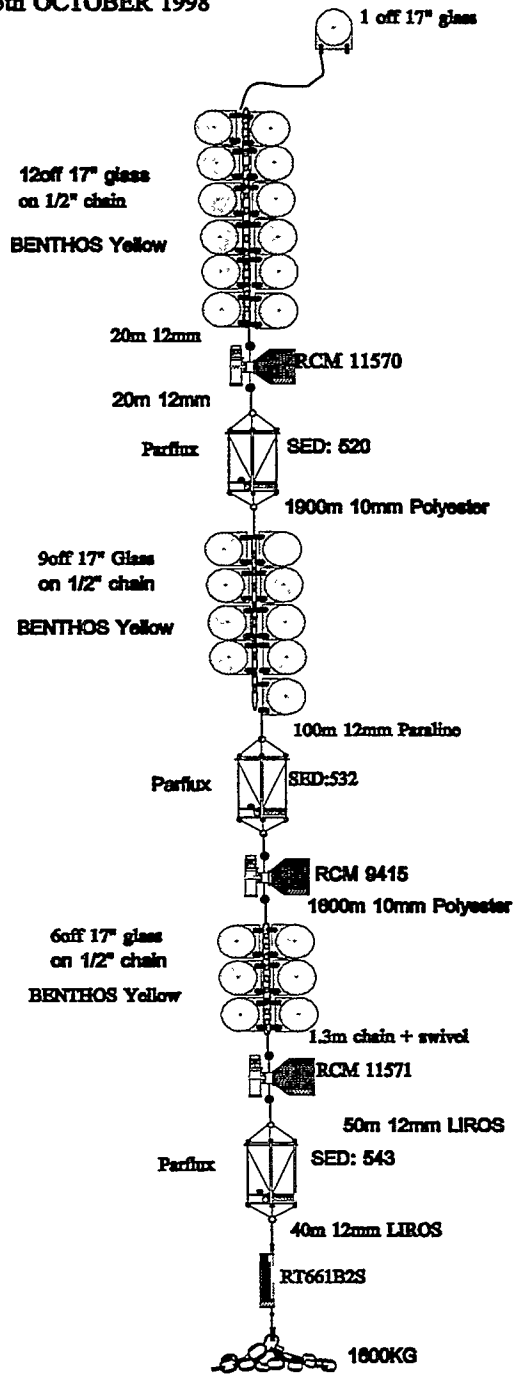 OCTOBER 1998
1 off 17" glass
12off 17" glass
on 1/2" chain
BENTHOS Yellow
20m 12mm
RCM 11570
20m 12mm
Parflux
SED: 520
1900m 10mm Polyester
9off 17" Glass
on 1/2" chain
BENTHOS Yellow
100m 12mm Paraline
Parflux
SED:532
RCM 9415
1600m 10mm Polyester
6off 17" glass
on 1/2" chain
BENTHOS Yellow
1.3m chain + swivel
RCM 11571
50m 12mm LIROS
Parflux
SED: 543
40m 12mm LIROS
RT661B2S
1600KG